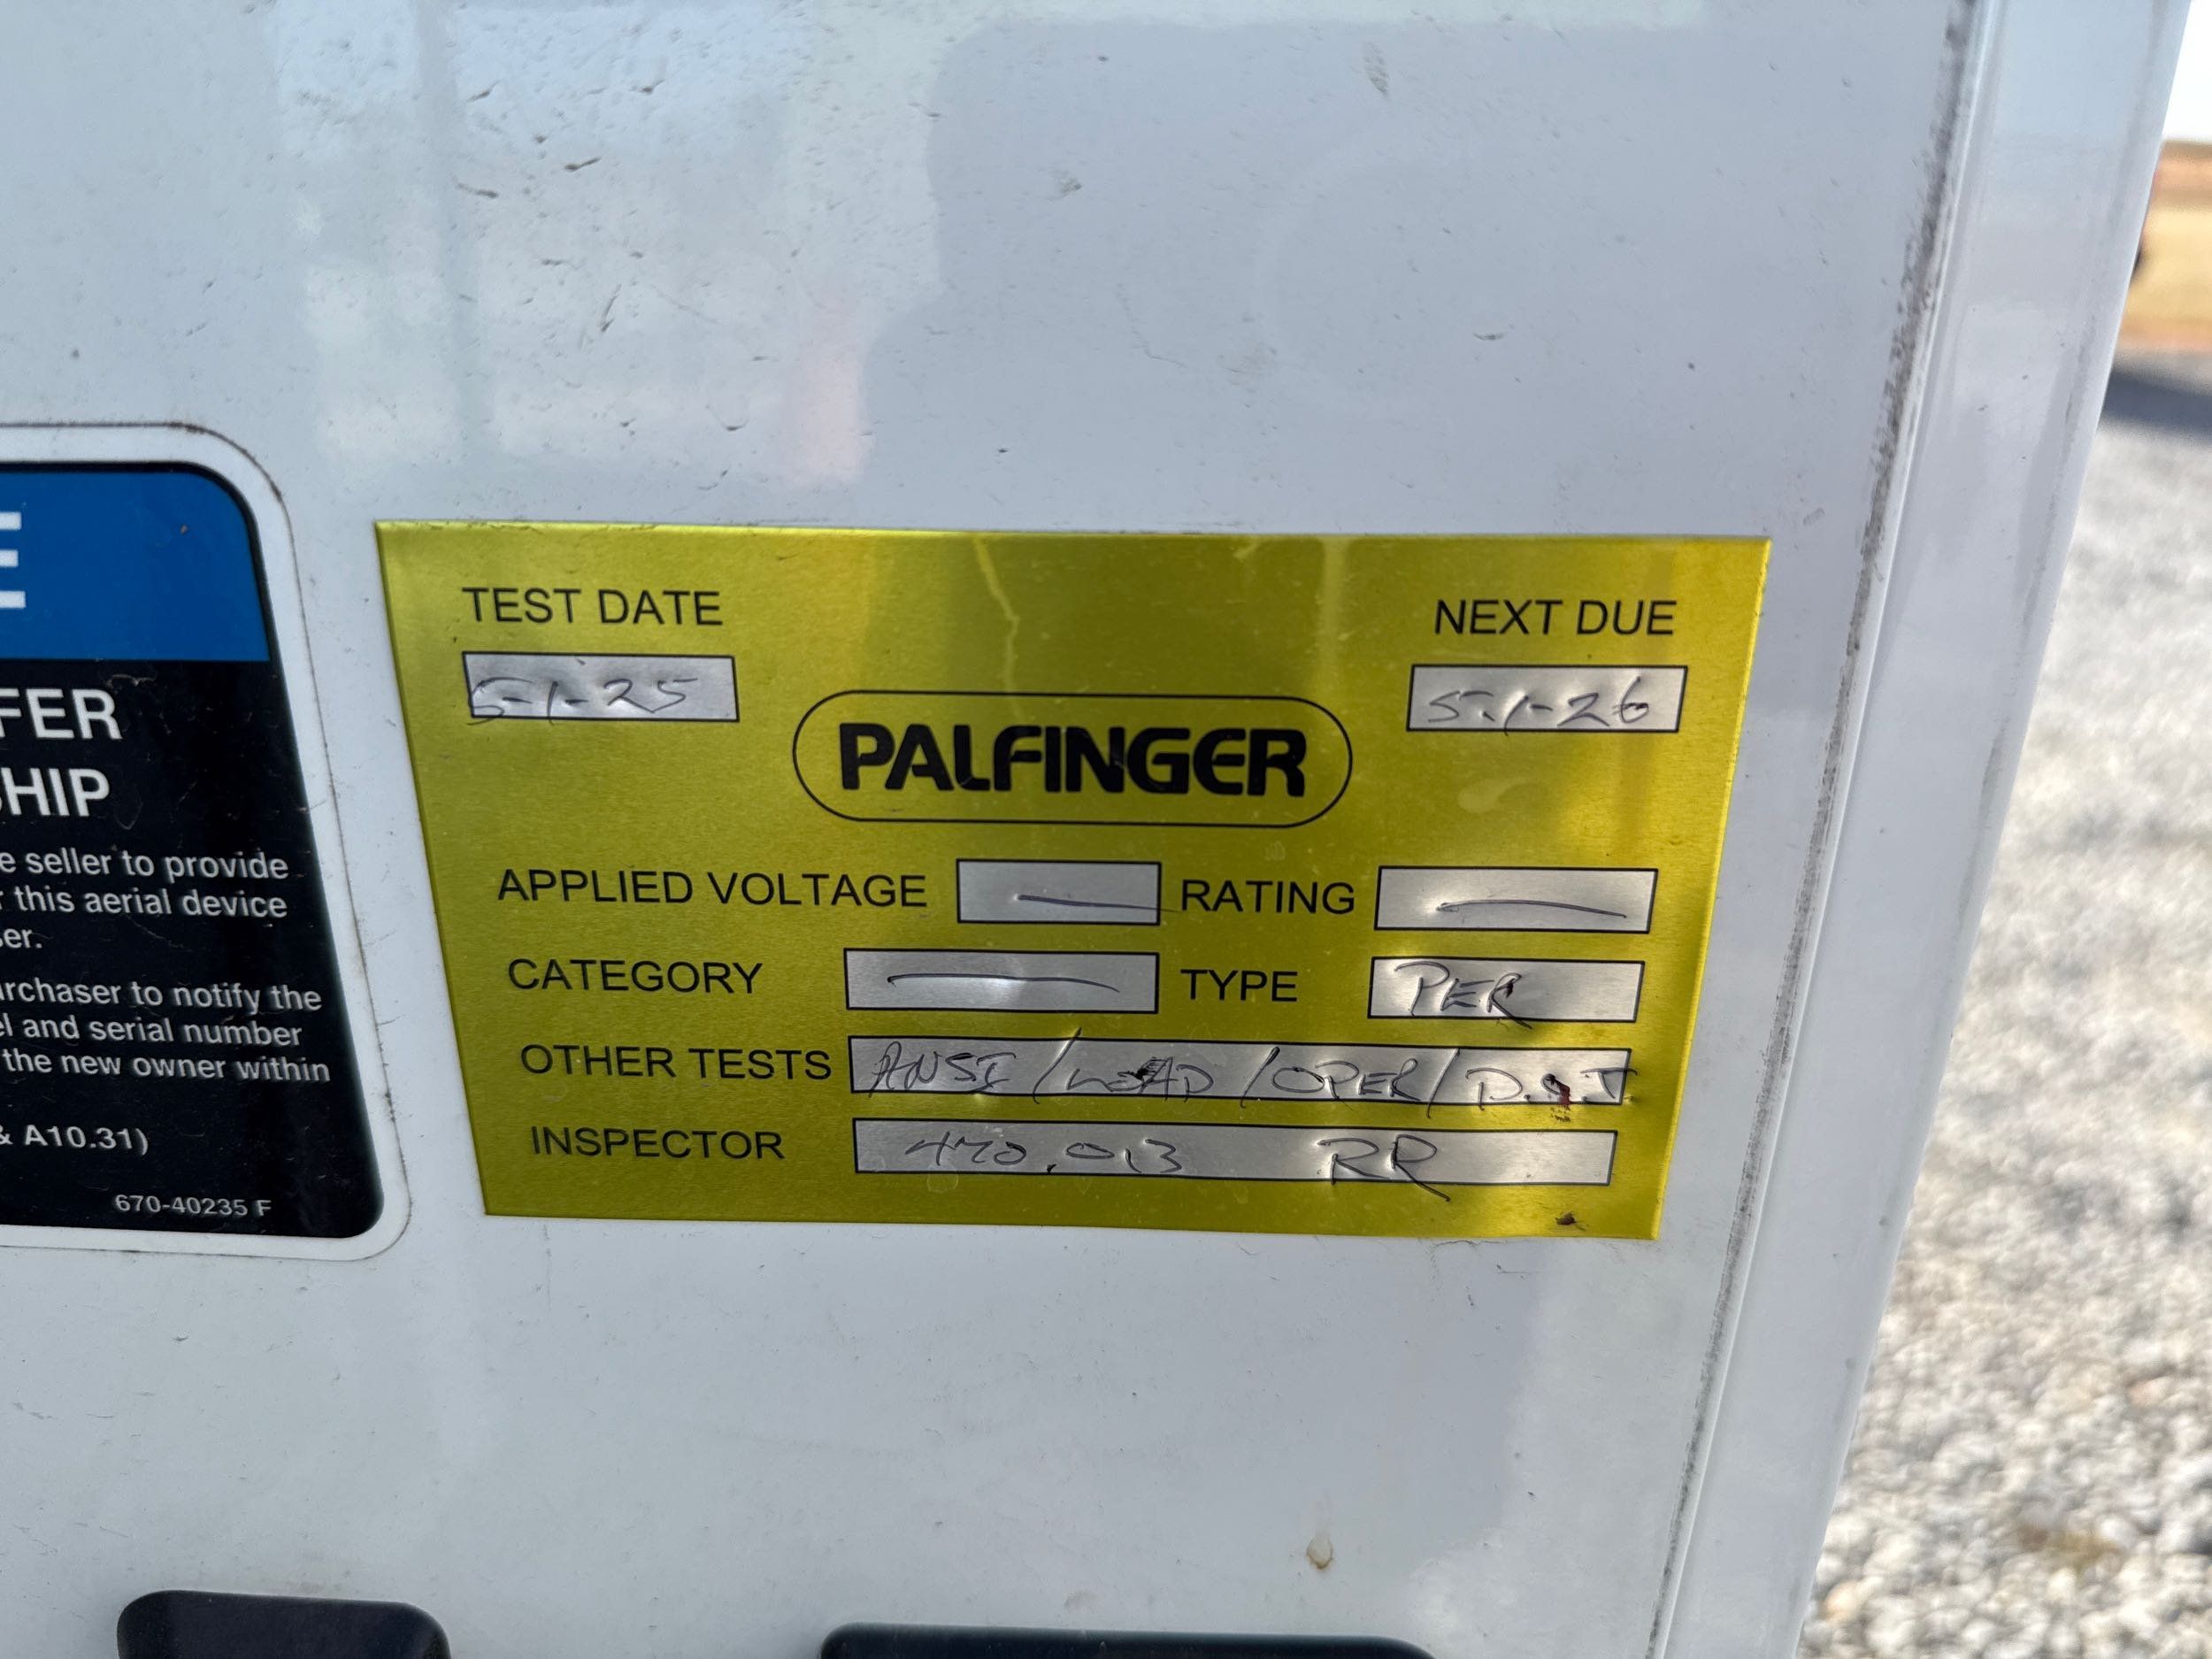 E
FER
SHIP
e seller to provide
this aerial device
er.
rchaser to notify the
el and serial number
the new owner within
& A10.31)
670-40235 F
TEST DATE
5-1-25
NEXT DUE
5-1-26
PALFINGER
APPLIED VOLTAGE — RATING —
CATEGORY — TYPE PER
OTHER TESTS ANSI/LOAD/OPER/D.O.T.
INSPECTOR 470.013 RR